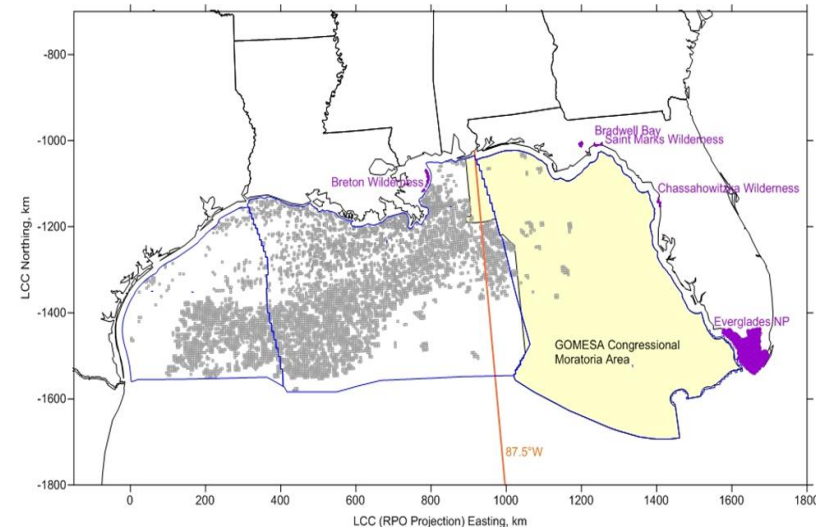 -800
-1000
-1200
-1400
-1600
-1800
LCC Northing, km
Bradwell Bay
Saint Marks Wilderness
Breton Wilderness
Chassahowitzka Wilderness
Everglades NP
GOMESA Congressional
Moratoria Area
87.5°W
0 200 400 600 800 1000 1200 1400 1600 1800
LCC (RPO Projection) Easting, km